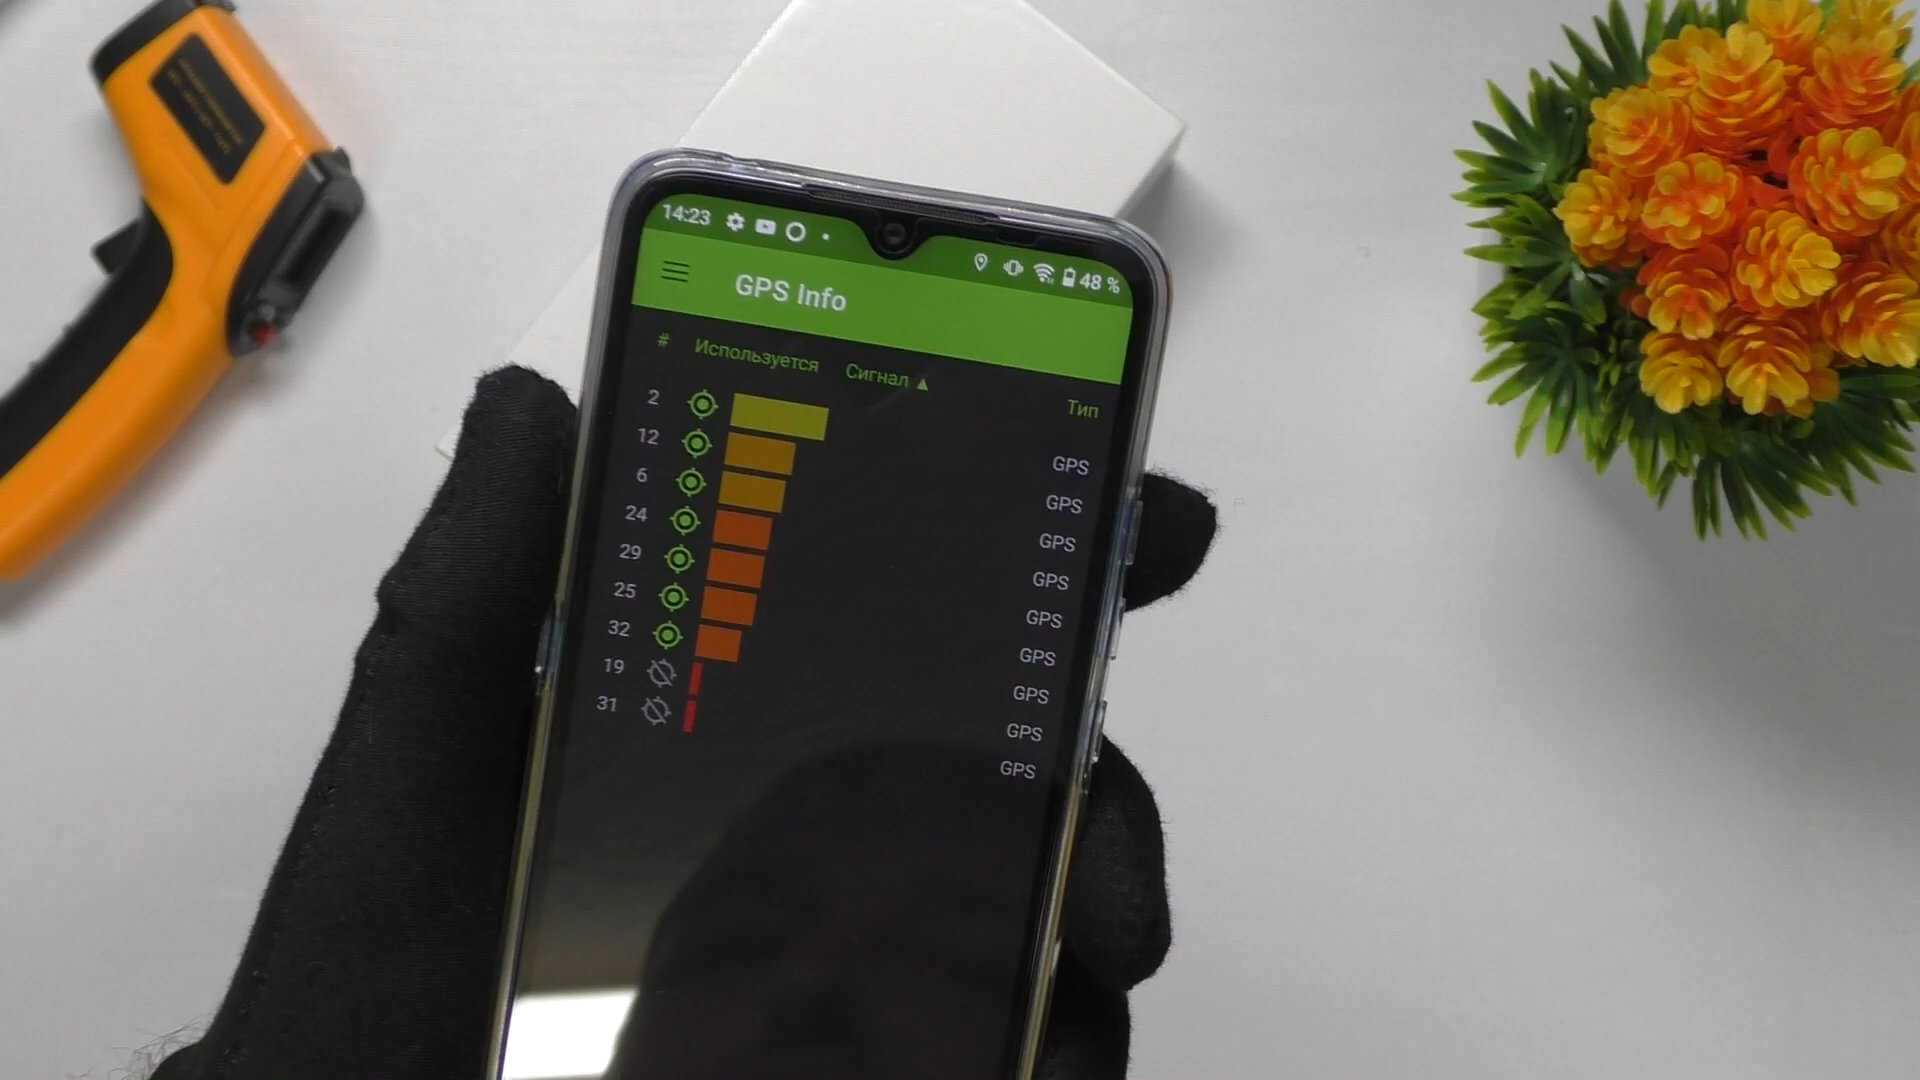 14:23 48 %
GPS Info
# Используется Сигнал ▲ Тип
2 GPS
12 GPS
6 GPS
24 GPS
29 GPS
25 GPS
32 GPS
19 GPS
31 GPS